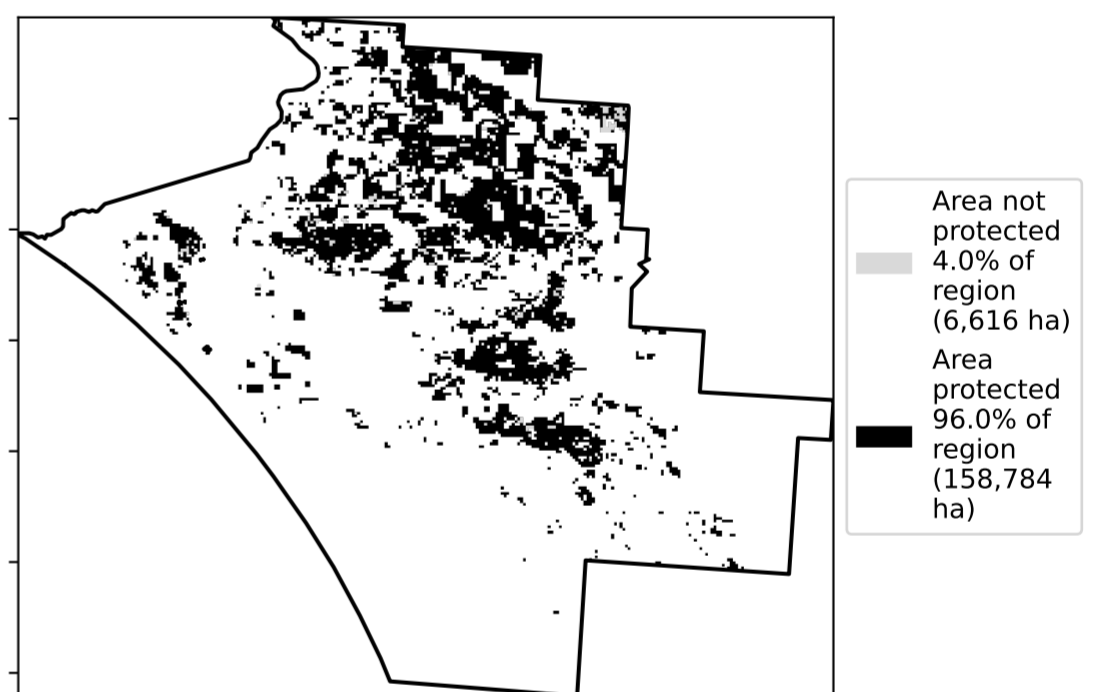 Area not
protected
4.0% of
region
(6,616 ha)
Area
protected
96.0% of
region
(158,784
ha)